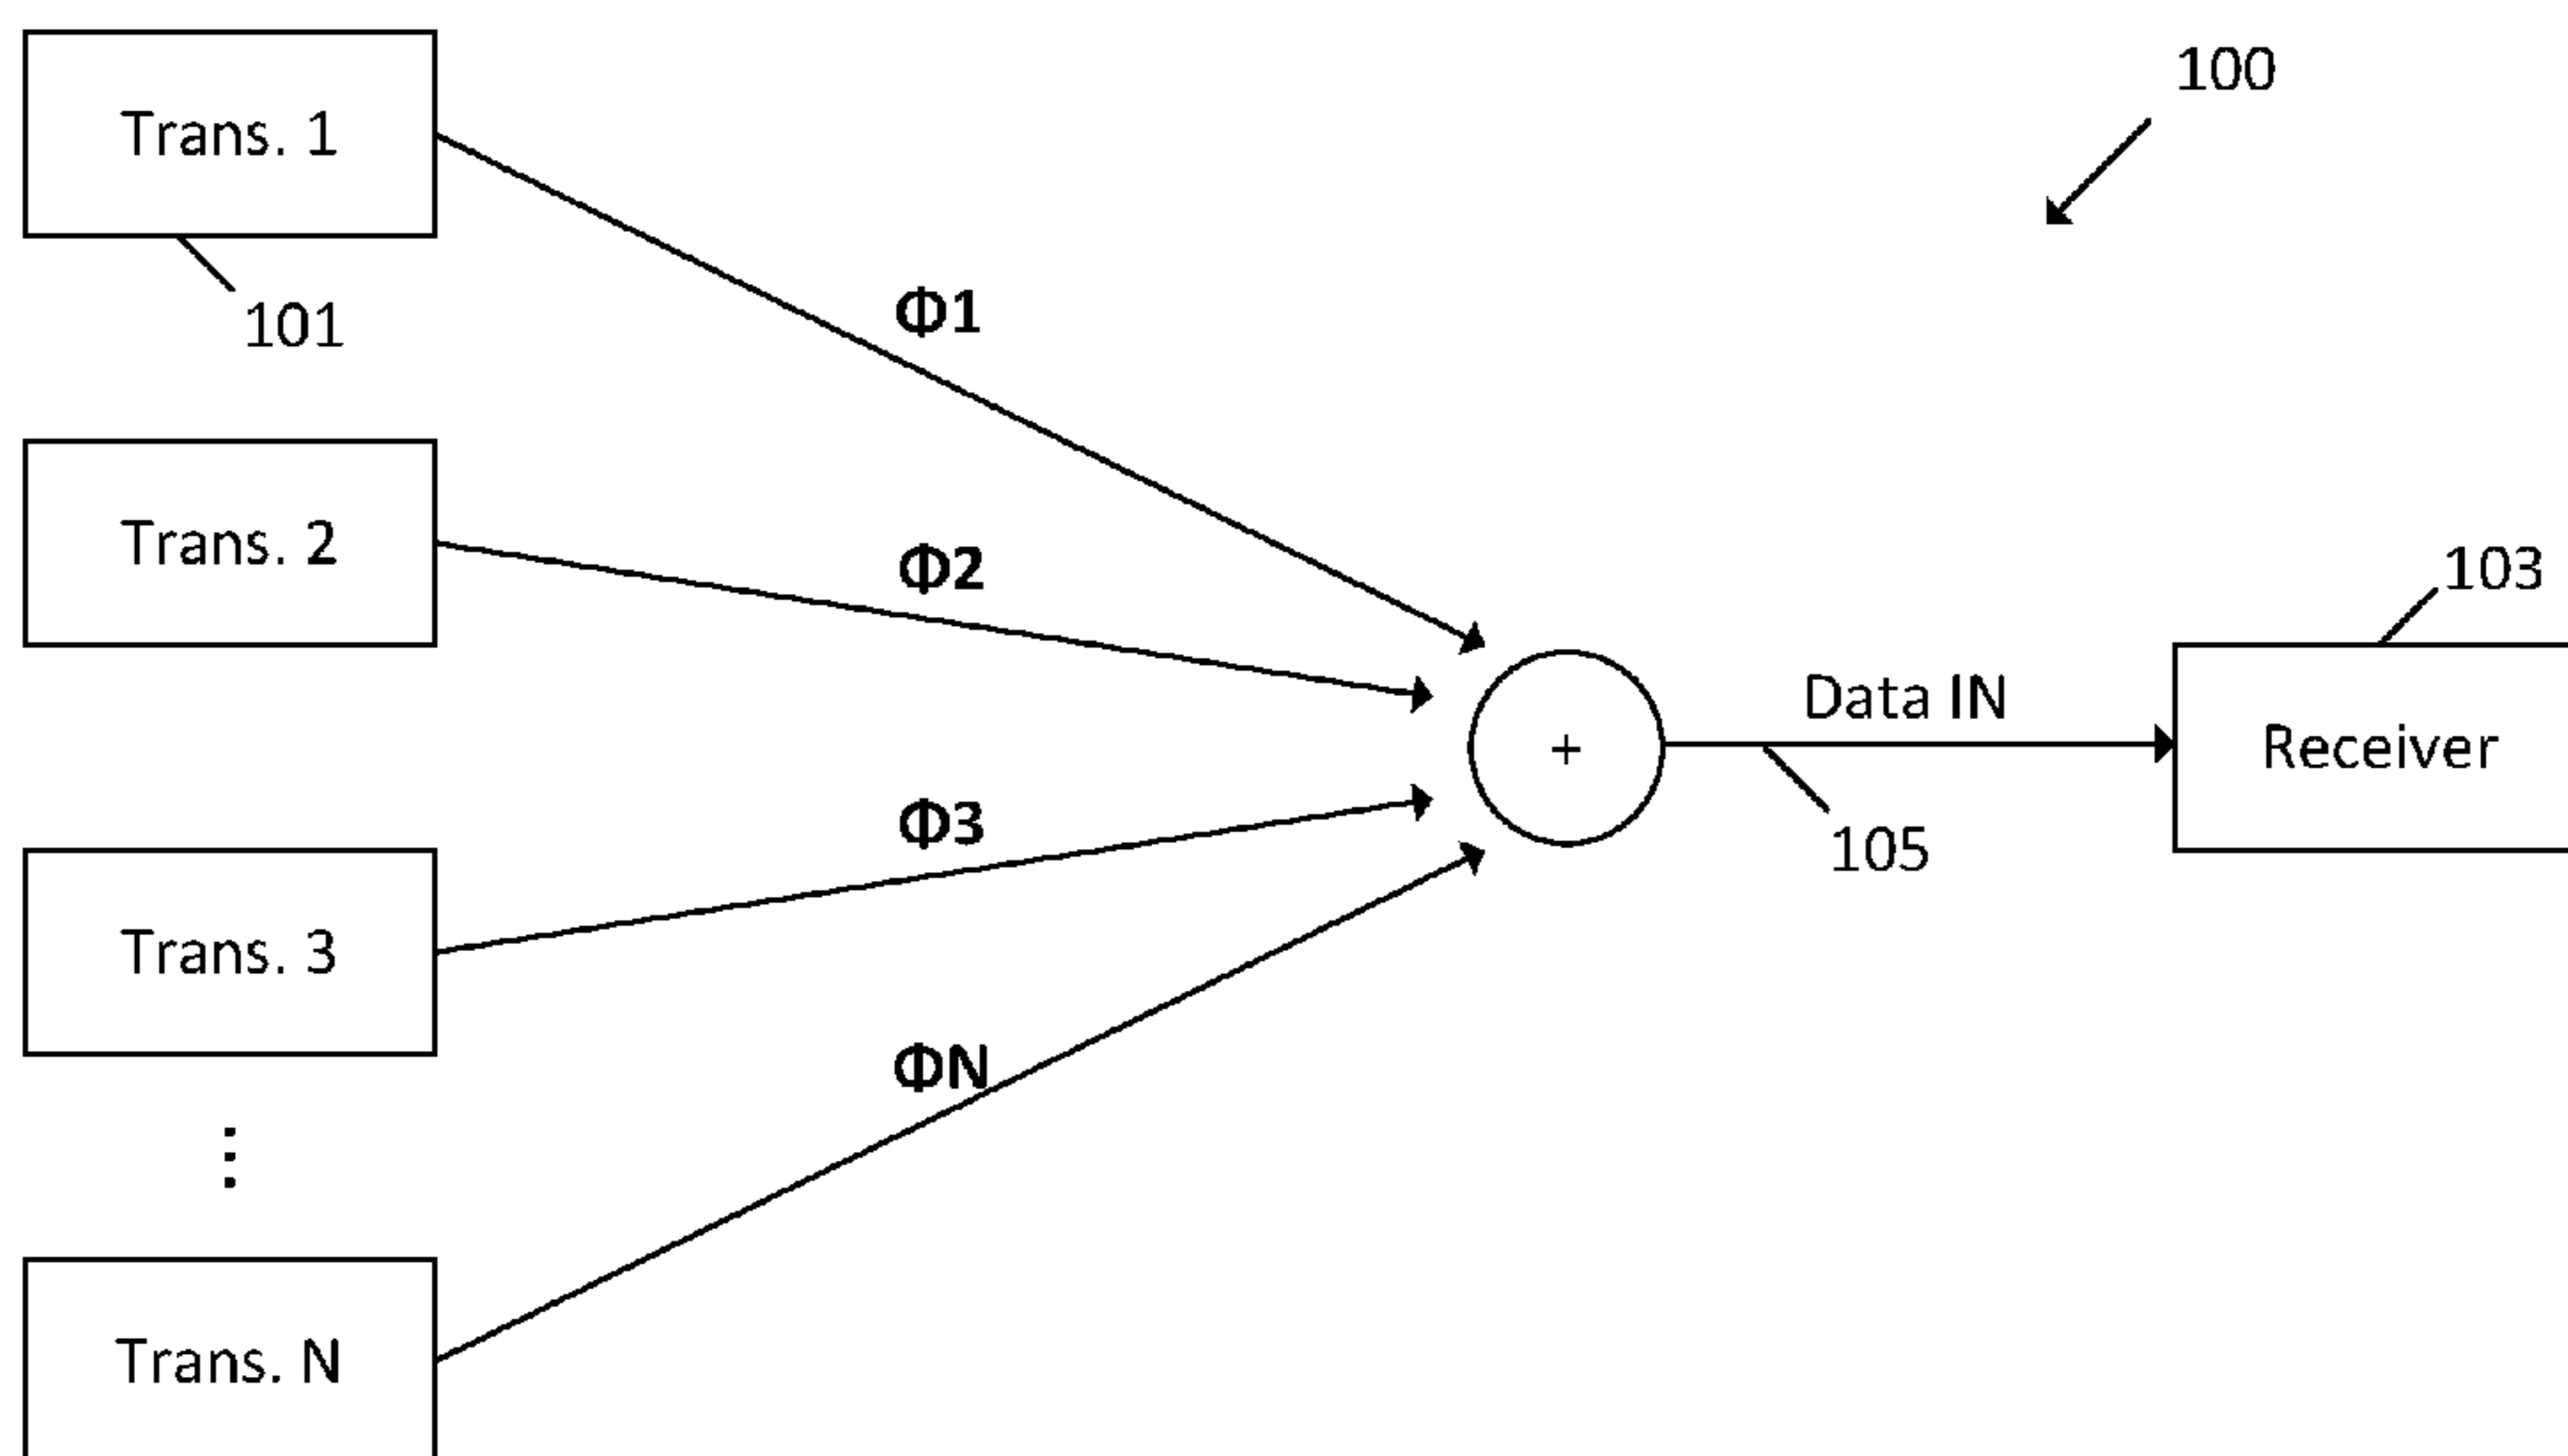 100
Trans. 1
101
Φ1
Trans. 2
Φ2
103
Data IN
+
Receiver
105
Φ3
Trans. 3
ΦN
Trans. N